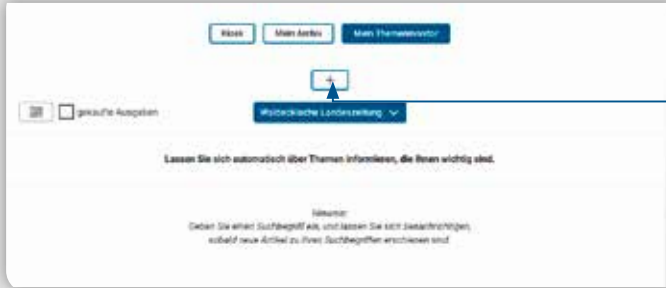 Kiosk Mein Archiv Mein Themenmonitor
+
gekaufte Ausgaben Waldeckische Landeszeitung
Lassen Sie sich automatisch über Themen informieren, die Ihnen wichtig sind.
Hinweis:
Geben Sie einen Suchbegriff ein, und lassen Sie sich benachrichtigen,
sobald neue Artikel zu Ihren Suchbegriffen erschienen sind.